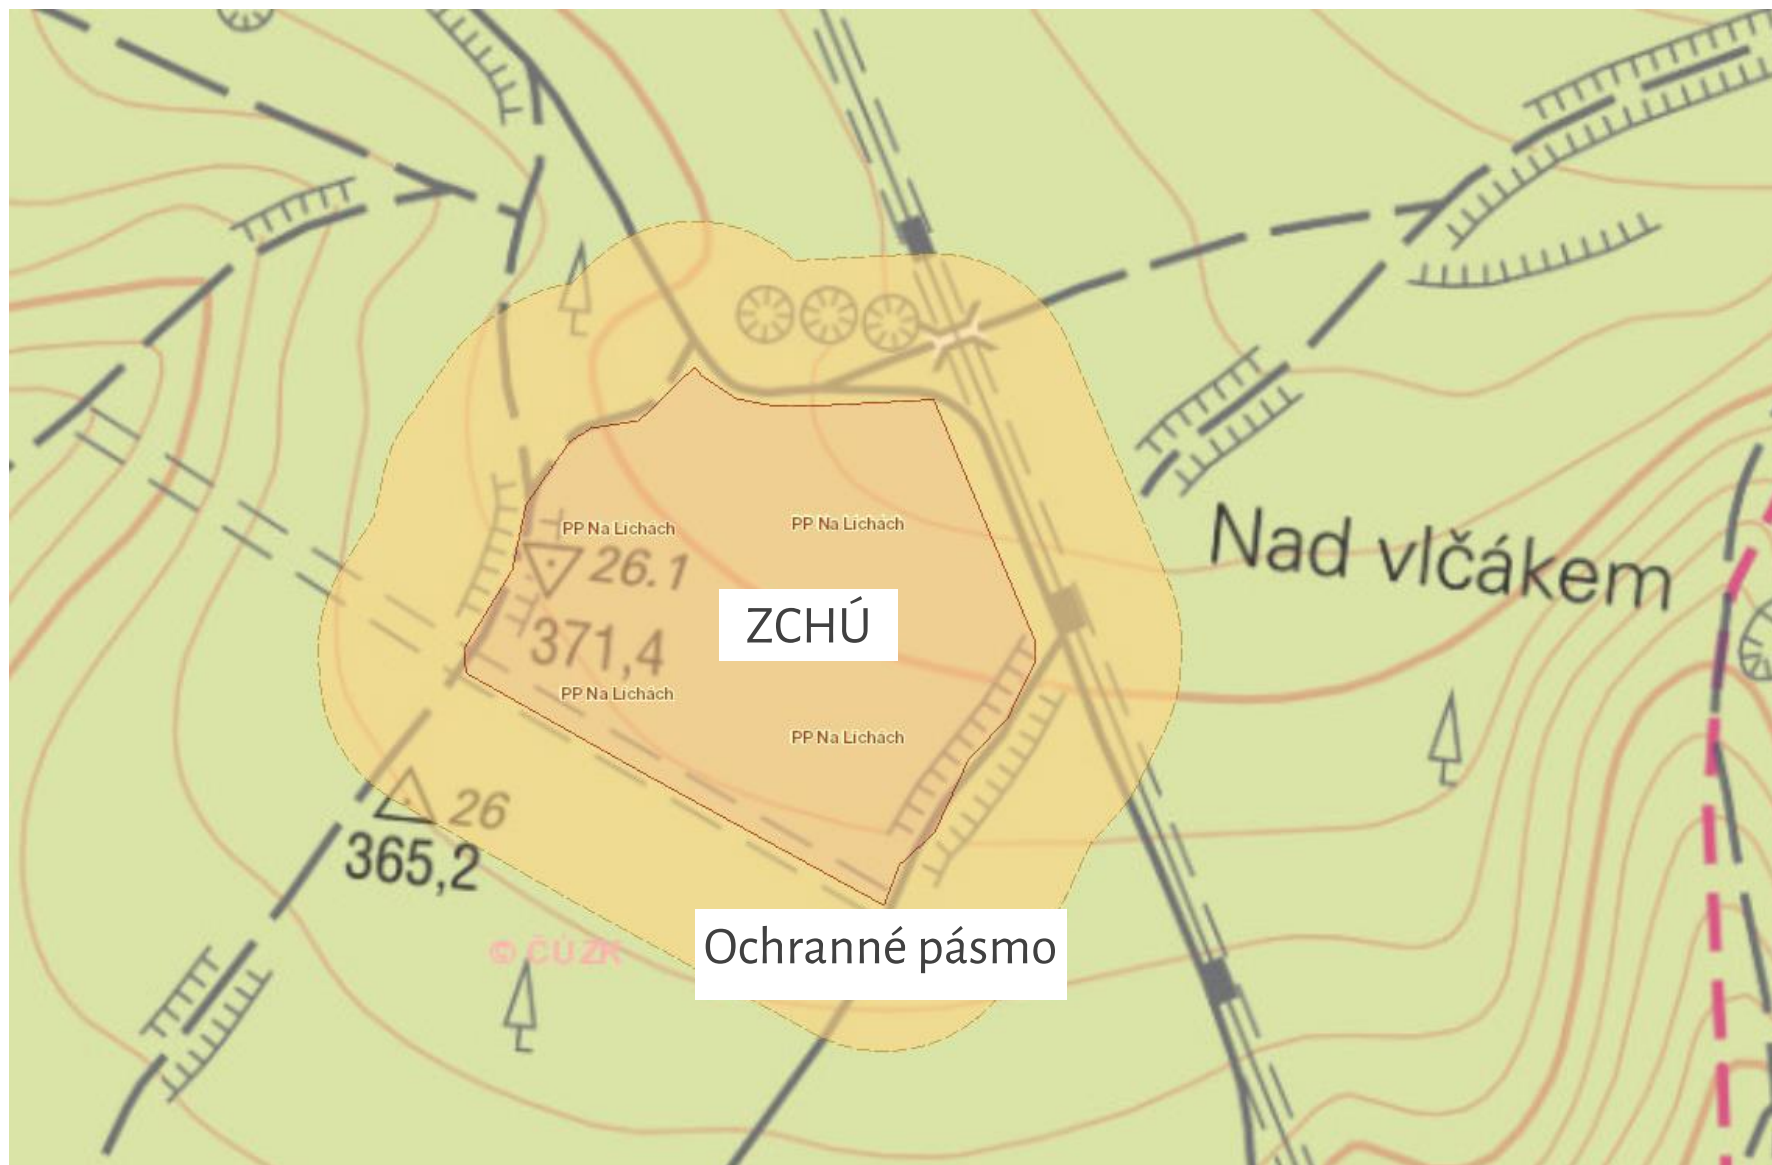 PP Na Lichách
PP Na Lichách
26.1
Nad vlčákem
ZCHÚ
371,4
PP Na Lichách
PP Na Lichách
26
365,2
Ochranné pásmo
© ČÚZK